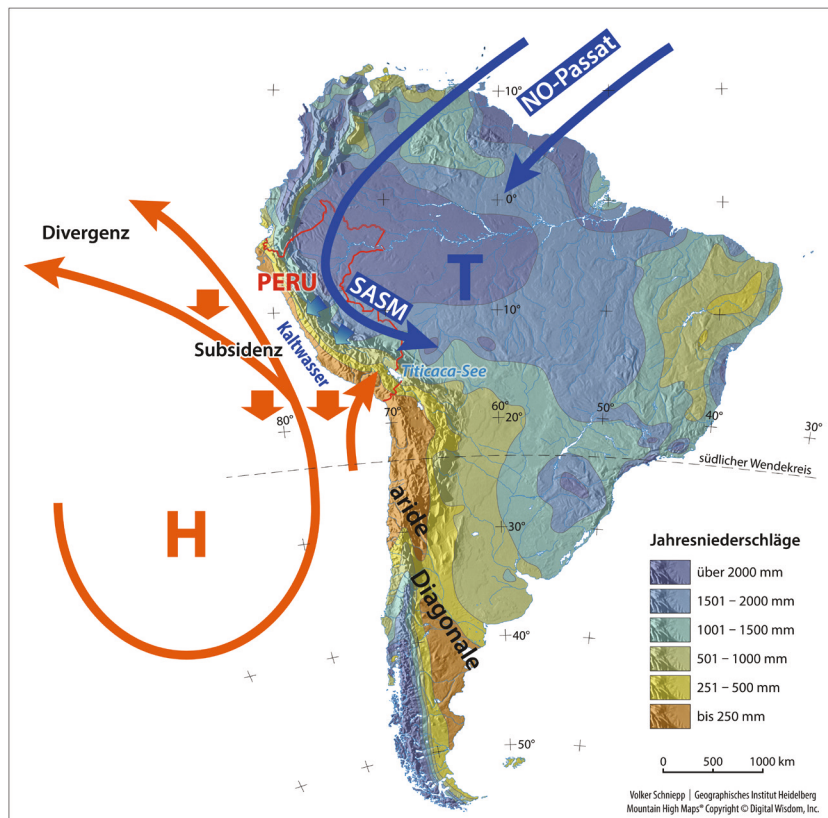 NO-Passat
10°
0°
Divergenz
PERU
T
SASM
10°
Subsidenz
Kaltwasser
Titicaca-See
80°
70°
60°
20°
50°
40°
30°
südlicher Wendekreis
H
aride
Diagonale
30°
40°
50°
Jahresniederschläge
über 2000 mm
1501 – 2000 mm
1001 – 1500 mm
501 – 1000 mm
251 – 500 mm
bis 250 mm
0 500 1000 km
Volker Schniepp | Geographisches Institut Heidelberg
Mountain High Maps® Copyright © Digital Wisdom, Inc.